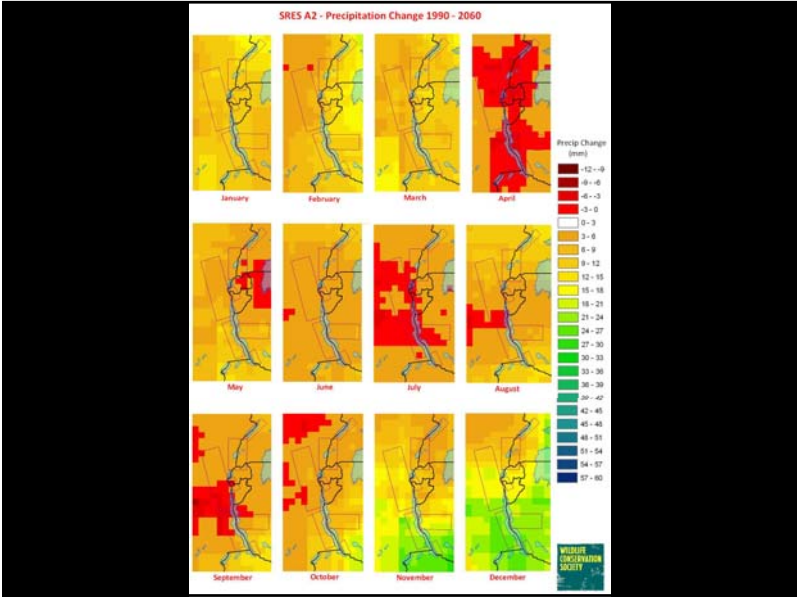 SRES A2 - Precipitation Change 1990 - 2060
January
February
March
April
Precip Change
(mm)
-12 - -9
-9 - -6
-6 - -3
-3 - 0
0 - 3
3 - 6
6 - 9
9 - 12
12 - 15
15 - 18
18 - 21
21 - 24
24 - 27
27 - 30
30 - 33
33 - 36
36 - 39
39 - 42
42 - 45
45 - 48
48 - 51
51 - 54
54 - 57
57 - 60
May
June
July
August
September
October
November
December
WILDLIFE
CONSERVATION
SOCIETY